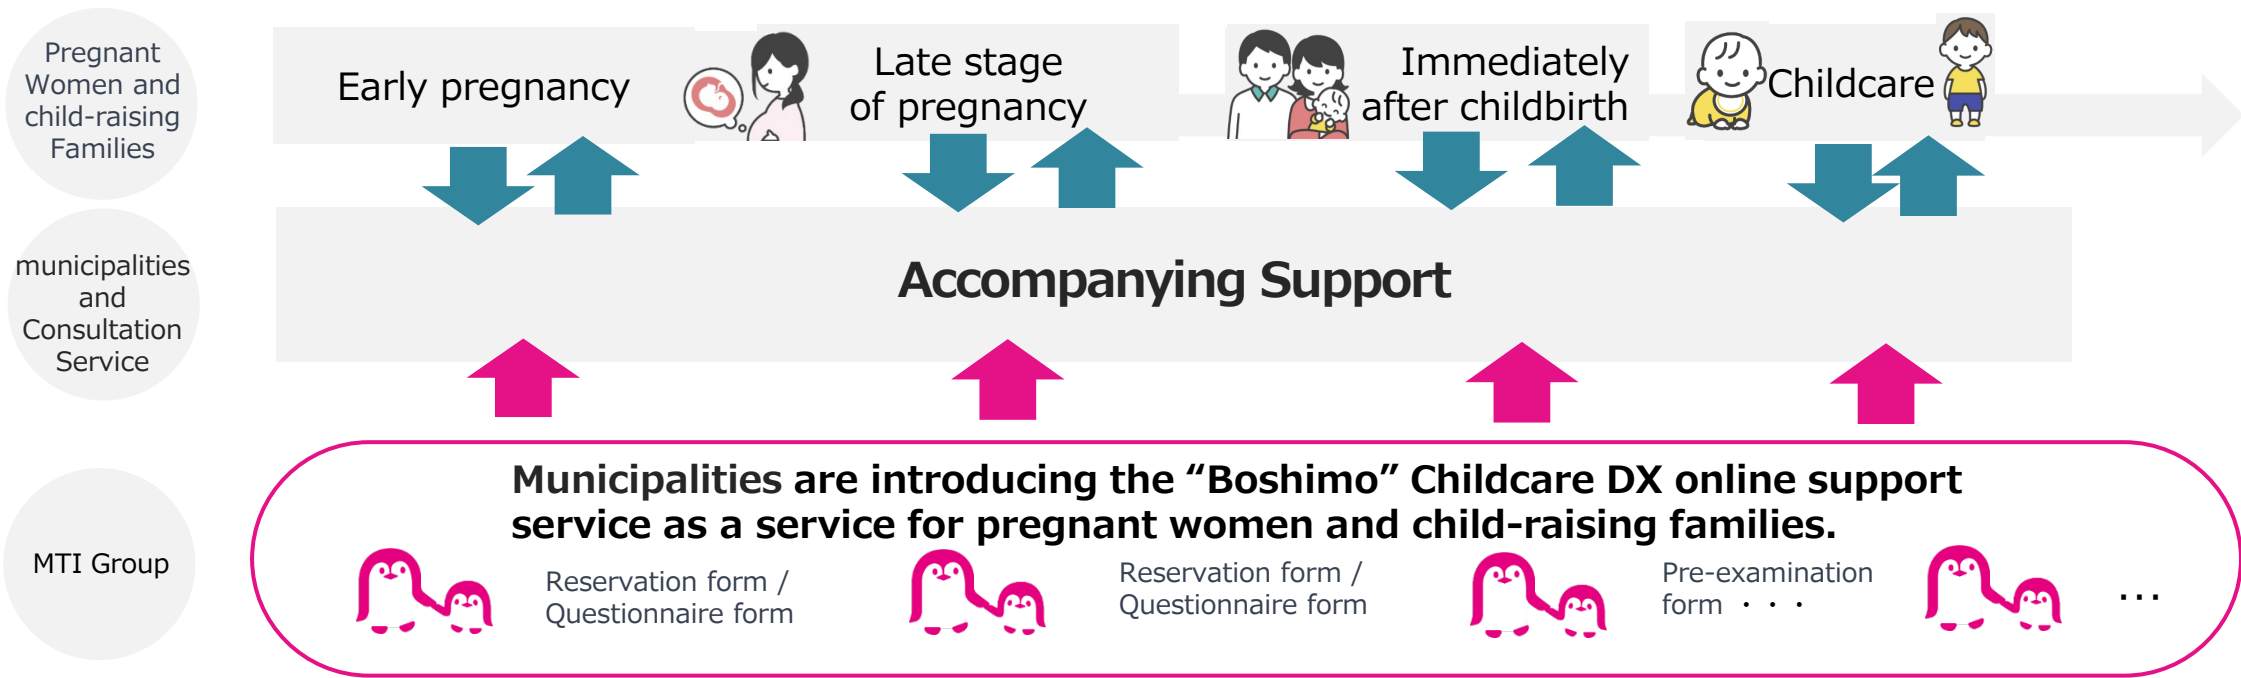 Pregnant
Women and
child-raising
Families
Early pregnancy
Late stage
of pregnancy
Immediately
after childbirth
Childcare
municipalities
and
Consultation
Service
Accompanying Support
MTI Group
Municipalities are introducing the “Boshimo” Childcare DX online support
service as a service for pregnant women and child-raising families.
Reservation form /
Questionnaire form
Reservation form /
Questionnaire form
Pre-examination
form ・・・
...